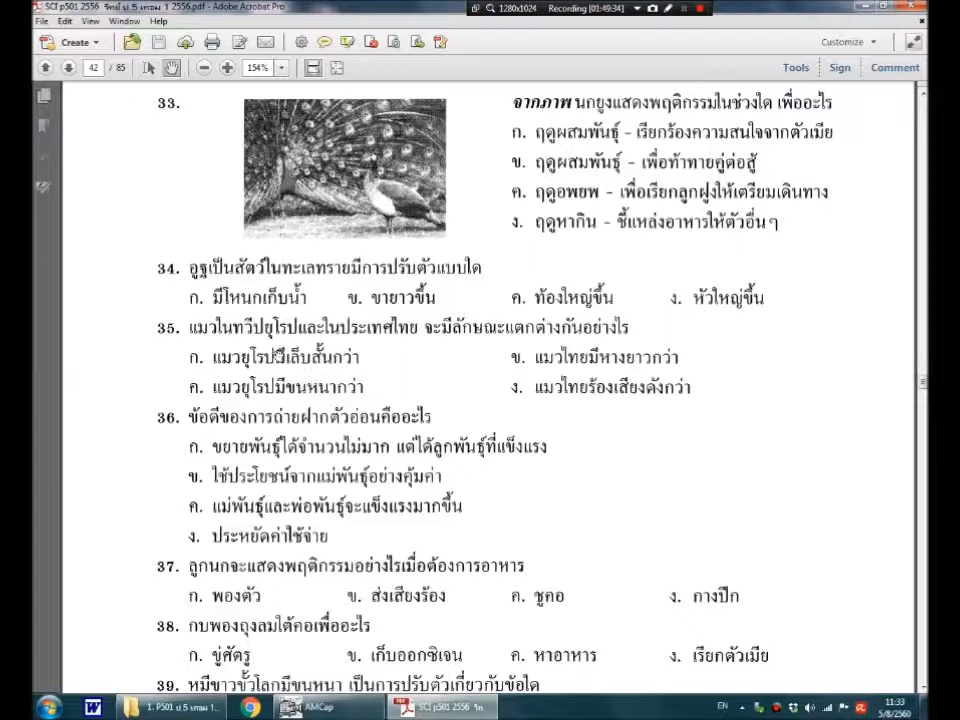 SCI p501 2556 วิทย์ ป.5 เทอม 1 2556.pdf - Adobe Acrobat Pro
1280x1024 Recording [01:49:34]
File Edit View Window Help
Create Customize
42 / 85 154% Tools Sign Comment
33. จากภาพ นกยูงแสดงพฤติกรรมในช่วงใด เพื่ออะไร
ก. ฤดูผสมพันธุ์ – เรียกร้องความสนใจจากตัวเมีย
ข. ฤดูผสมพันธุ์ – เพื่อท้าทายคู่ต่อสู้
ค. ฤดูอพยพ – เพื่อเรียกลูกฝูงให้เตรียมเดินทาง
ง. ฤดูหากิน – ชี้แหล่งอาหารให้ตัวอื่น ๆ
34. อูฐเป็นสัตว์ในทะเลทรายมีการปรับตัวแบบใด
ก. มีโหนกเก็บน้ำ ข. ขายาวขึ้น ค. ท้องใหญ่ขึ้น ง. หัวใหญ่ขึ้น
35. แมวในทวีปยุโรปและในประเทศไทย จะมีลักษณะแตกต่างกันอย่างไร
ก. แมวยุโรปมีเล็บสั้นกว่า ข. แมวไทยมีหางยาวกว่า
ค. แมวยุโรปมีขนหนากว่า ง. แมวไทยร้องเสียงดังกว่า
36. ข้อดีของการถ่ายฝากตัวอ่อนคืออะไร
ก. ขยายพันธุ์ได้จำนวนไม่มาก แต่ได้ลูกพันธุ์ที่แข็งแรง
ข. ใช้ประโยชน์จากแม่พันธุ์อย่างคุ้มค่า
ค. แม่พันธุ์และพ่อพันธุ์จะแข็งแรงมากขึ้น
ง. ประหยัดค่าใช้จ่าย
37. ลูกนกจะแสดงพฤติกรรมอย่างไรเมื่อต้องการอาหาร
ก. พองตัว ข. ส่งเสียงร้อง ค. ชูคอ ง. กางปีก
38. กบพองถุงลมใต้คอเพื่ออะไร
ก. ขู่ศัตรู ข. เก็บออกซิเจน ค. หาอาหาร ง. เรียกตัวเมีย
39. หมีขาวขั้วโลกมีขนหนา เป็นการปรับตัวเกี่ยวกับข้อใด
1. P501 ป.5 เทอม 1... AMCap SCI p501 2556 วิท... EN 11:33
5/8/2560